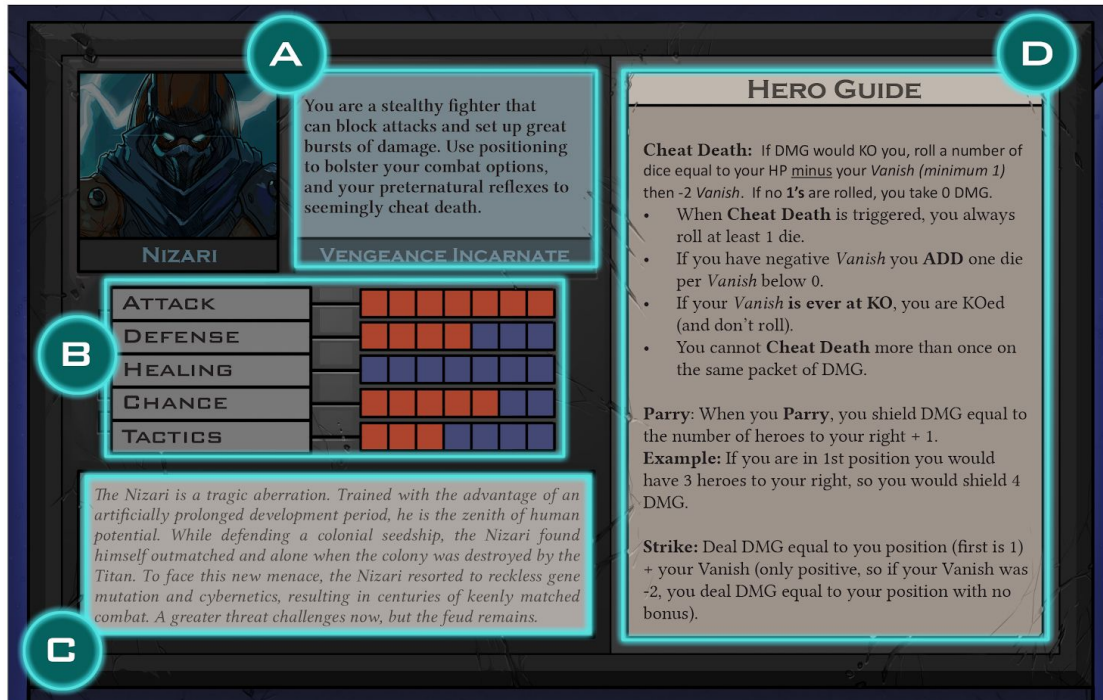 A
You are a stealthy fighter that
can block attacks and set up great
bursts of damage. Use positioning
to bolster your combat options,
and your preternatural reflexes to
seemingly cheat death.
NIZARI
VENGEANCE INCARNATE
B
ATTACK
DEFENSE
HEALING
CHANCE
TACTICS
The Nizari is a tragic aberration. Trained with the advantage of an
artificially prolonged development period, he is the zenith of human
potential. While defending a colonial seedship, the Nizari found
himself outmatched and alone when the colony was destroyed by the
Titan. To face this new menace, the Nizari resorted to reckless gene
mutation and cybernetics, resulting in centuries of keenly matched
combat. A greater threat challenges now, but the feud remains.
C
D
HERO GUIDE
Cheat Death: If DMG would KO you, roll a number of
dice equal to your HP minus your Vanish (minimum 1)
then -2 Vanish. If no 1's are rolled, you take 0 DMG.
• When Cheat Death is triggered, you always
roll at least 1 die.
• If you have negative Vanish you ADD one die
per Vanish below 0.
• If your Vanish is ever at KO, you are KOed
(and don't roll).
• You cannot Cheat Death more than once on
the same packet of DMG.
Parry: When you Parry, you shield DMG equal to
the number of heroes to your right + 1.
Example: If you are in 1st position you would
have 3 heroes to your right, so you would shield 4
DMG.
Strike: Deal DMG equal to you position (first is 1)
+ your Vanish (only positive, so if your Vanish was
-2, you deal DMG equal to your position with no
bonus).